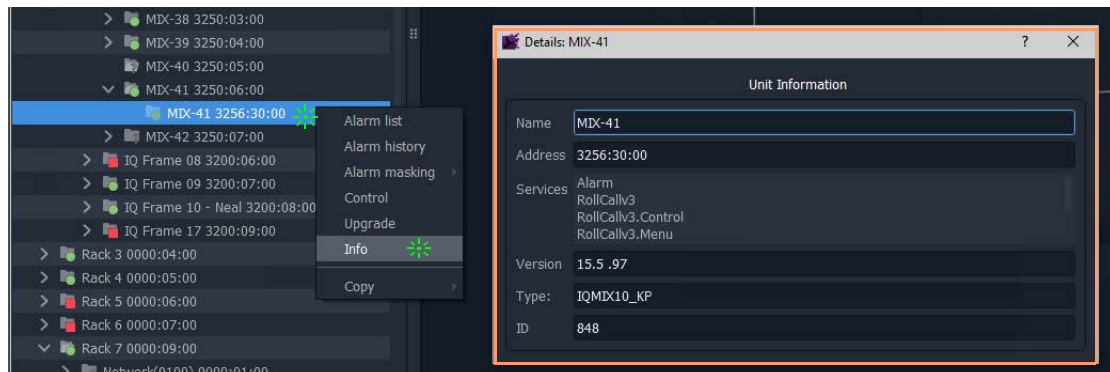 MIX-38 3250:03:00
MIX-39 3250:04:00
MIX-40 3250:05:00
MIX-41 3250:06:00
MIX-41 3256:30:00
MIX-42 3250:07:00
IQ Frame 08 3200:06:00
IQ Frame 09 3200:07:00
IQ Frame 10 - Neal 3200:08:00
IQ Frame 17 3200:09:00
Rack 3 0000:04:00
Rack 4 0000:05:00
Rack 5 0000:06:00
Rack 6 0000:07:00
Rack 7 0000:09:00
Network(9100) 0000:01:00
Alarm list
Alarm history
Alarm masking
Control
Upgrade
Info
Copy
Details: MIX-41 ? X
Unit Information
Name MIX-41
Address 3256:30:00
Services Alarm
RollCallv3
RollCallv3.Control
RollCallv3.Menu
Version 15.5 .97
Type: IQMIX10_KP
ID 848